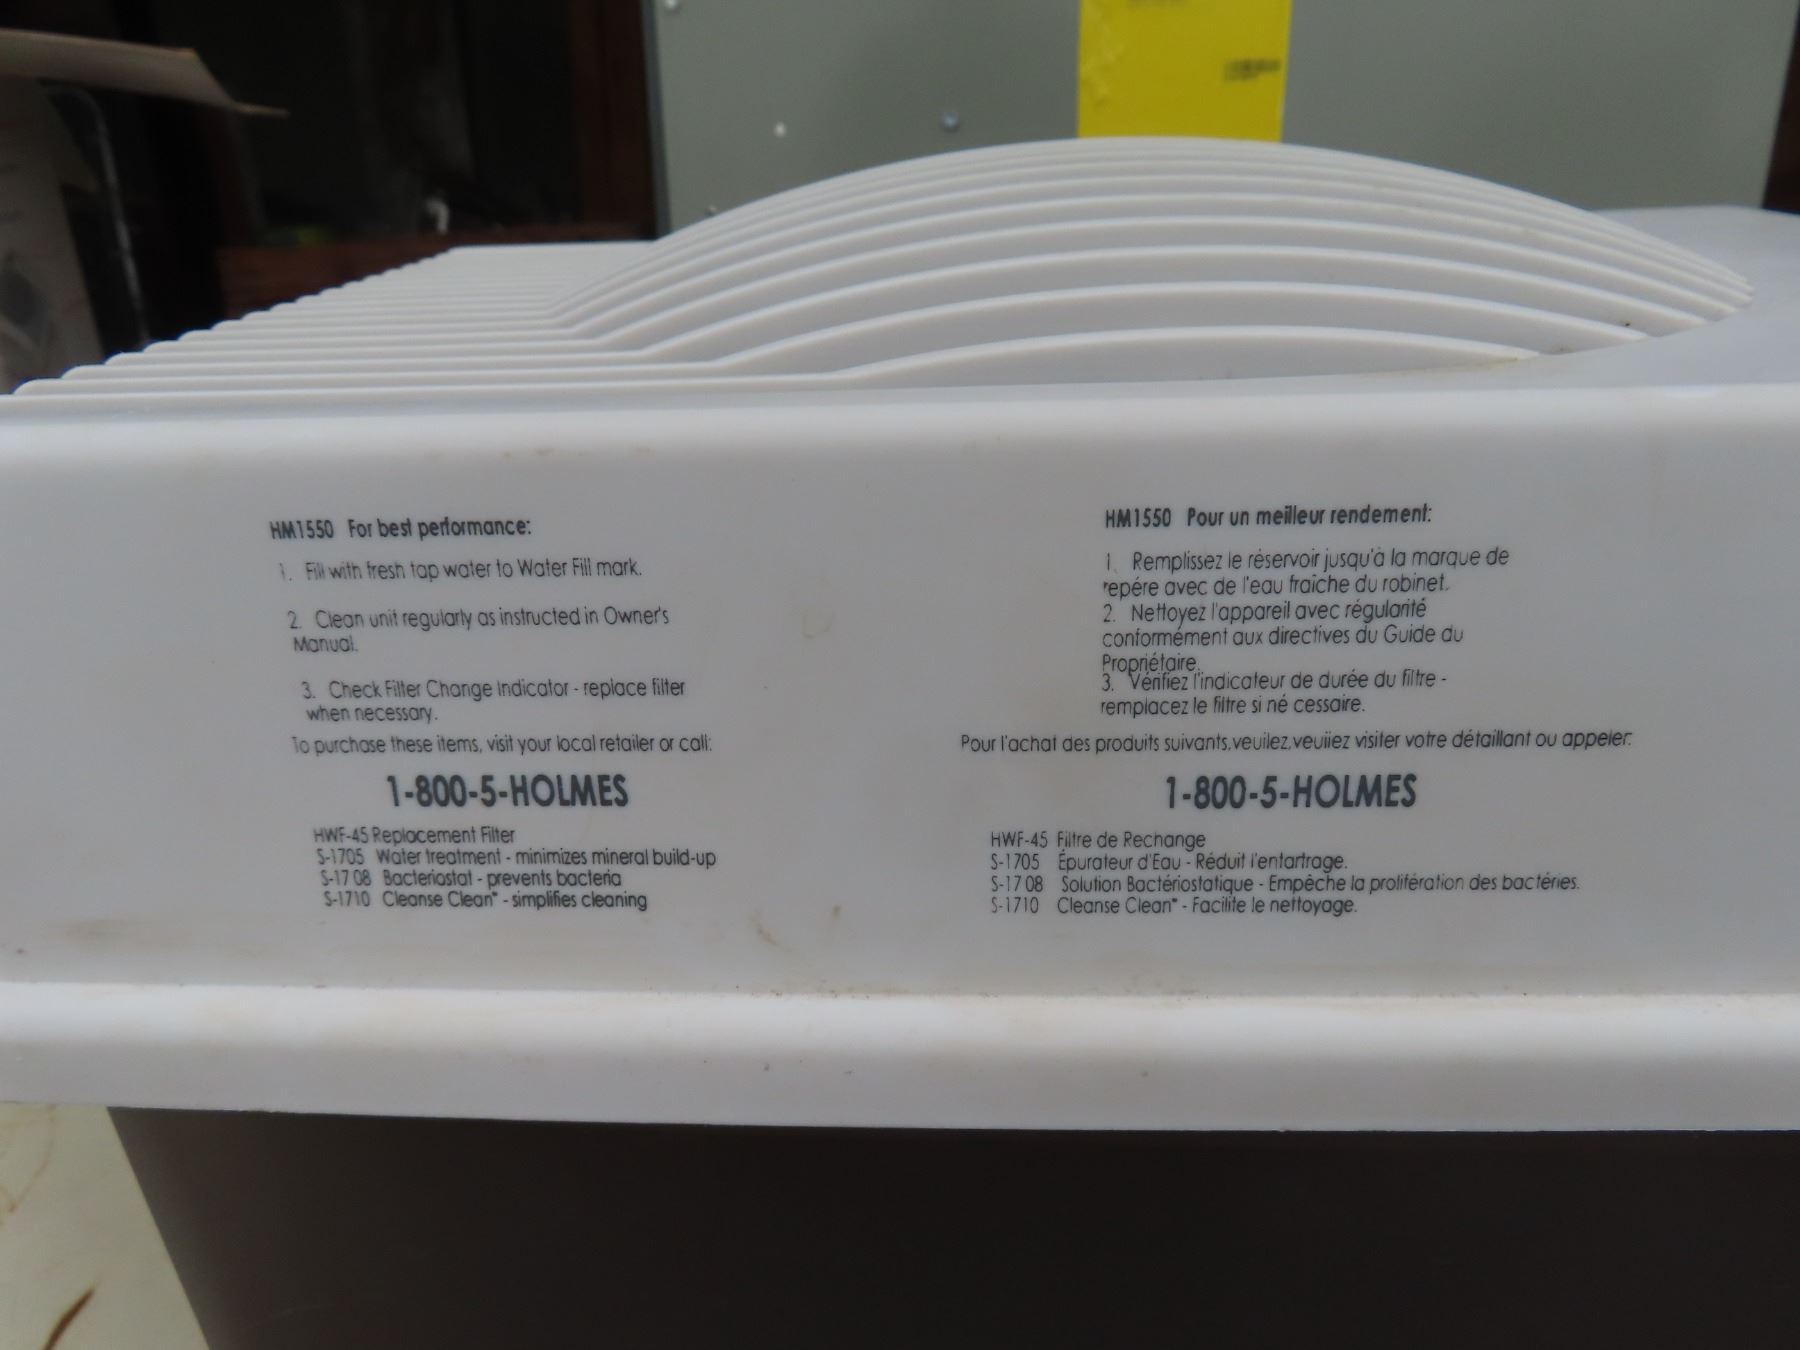 HM1550 For best performance:
1. Fill with fresh tap water to Water Fill mark.
2. Clean unit regularly as instructed in Owner's
Manual.
3. Check Filter Change Indicator - replace filter
when necessary.
To purchase these items, visit your local retailer or call:
1-800-5-HOLMES
HWF-45 Replacement Filter
S-1705 Water treatment - minimizes mineral build-up
S-17 08 Bacteriostat - prevents bacteria
S-1710 Cleanse Clean" - simplifies cleaning
HM1550 Pour un meilleur rendement:
1. Remplissez le réservoir jusqu'à la marque de
repére avec de l'eau fraîche du robinet.
2. Nettoyez l'appareil avec régularité
conformément aux directives du Guide du
Propriétaire.
3. Vérifiez l'indicateur de durée du filtre -
remplacez le filtre si né cessaire.
Pour l'achat des produits suivants,veuilez,veuilez visiter votre détaillant ou appeler:
1-800-5-HOLMES
HWF-45 Filtre de Rechange
S-1705 Épurateur d'Eau - Réduit l'entartrage.
S-17 08 Solution Bactériostatique - Empêche la prolifération des bactéries.
S-1710 Cleanse Clean" - Facilite le nettoyage.